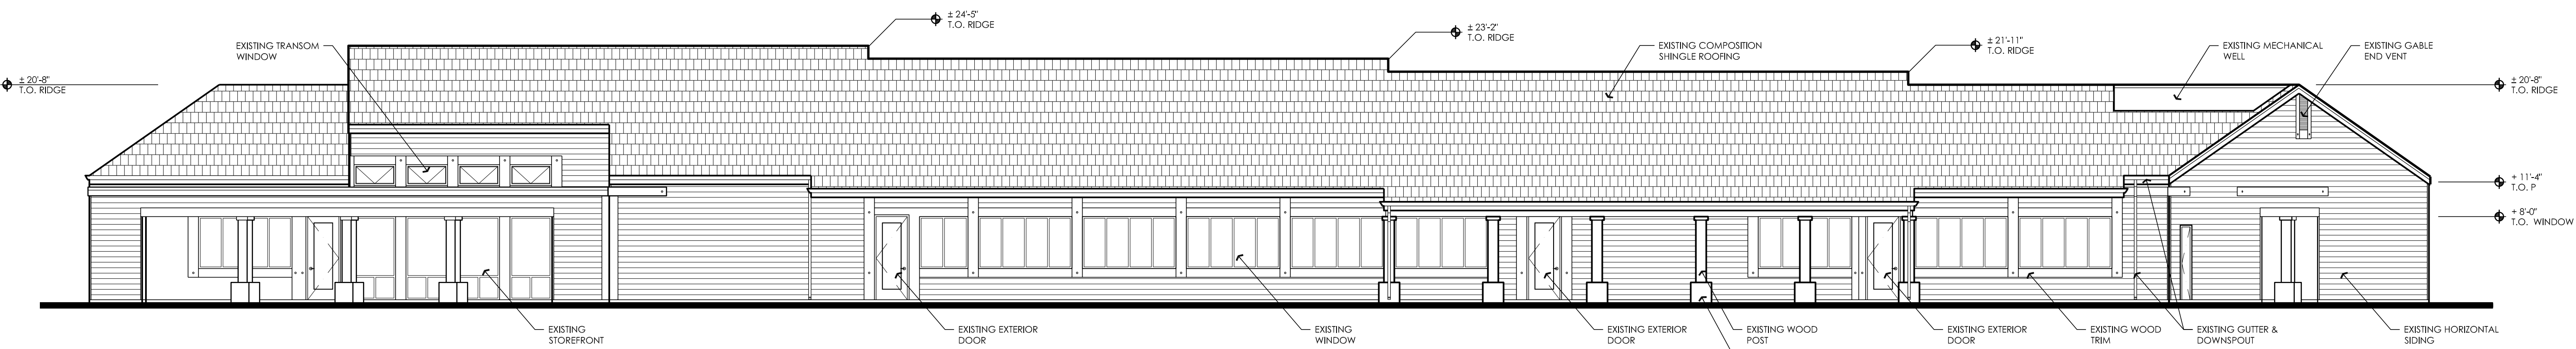 ± 24'-5"
T.O. RIDGE
± 23'-2"
T.O. RIDGE
± 21'-11"
T.O. RIDGE
EXISTING TRANSOM
WINDOW
EXISTING COMPOSITION
SHINGLE ROOFING
EXISTING MECHANICAL
WELL
EXISTING GABLE
END VENT
± 20'-8"
T.O. RIDGE
± 20'-8"
T.O. RIDGE
+ 11'-4"
T.O. P
+ 8'-0"
T.O. WINDOW
EXISTING
STOREFRONT
EXISTING EXTERIOR
DOOR
EXISTING
WINDOW
EXISTING EXTERIOR
DOOR
EXISTING WOOD
POST
EXISTING EXTERIOR
DOOR
EXISTING WOOD
TRIM
EXISTING GUTTER &
DOWNSPOUT
EXISTING HORIZONTAL
SIDING